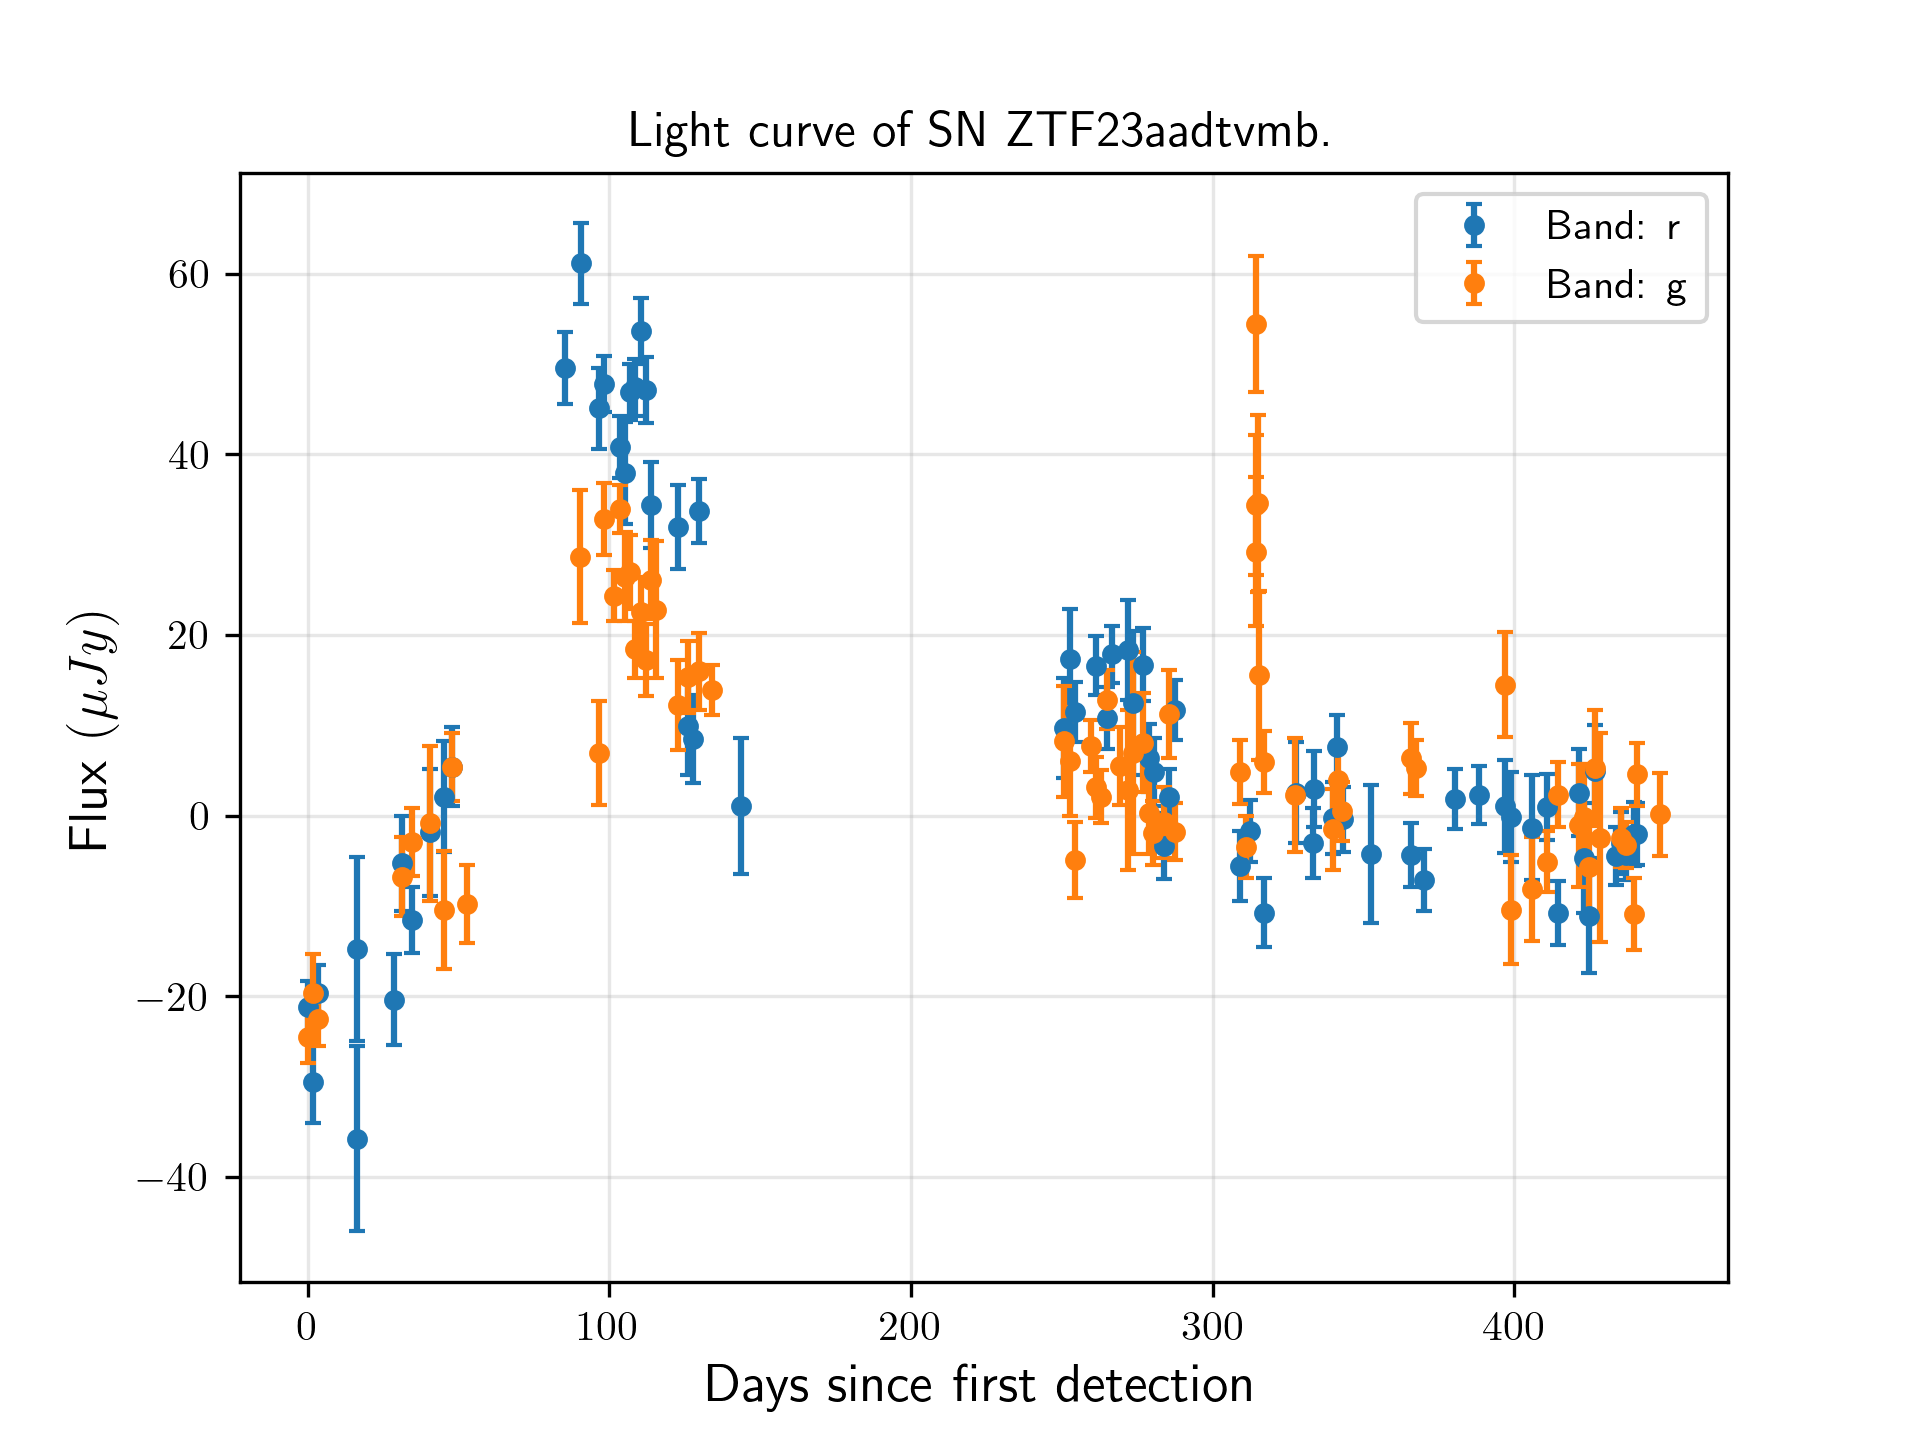 Light curve of SN ZTF23aadtvmb.
Band: r
Band: g
60
40
20
0
−20
−40
Flux (μJy)
0 100 200 300 400
Days since first detection